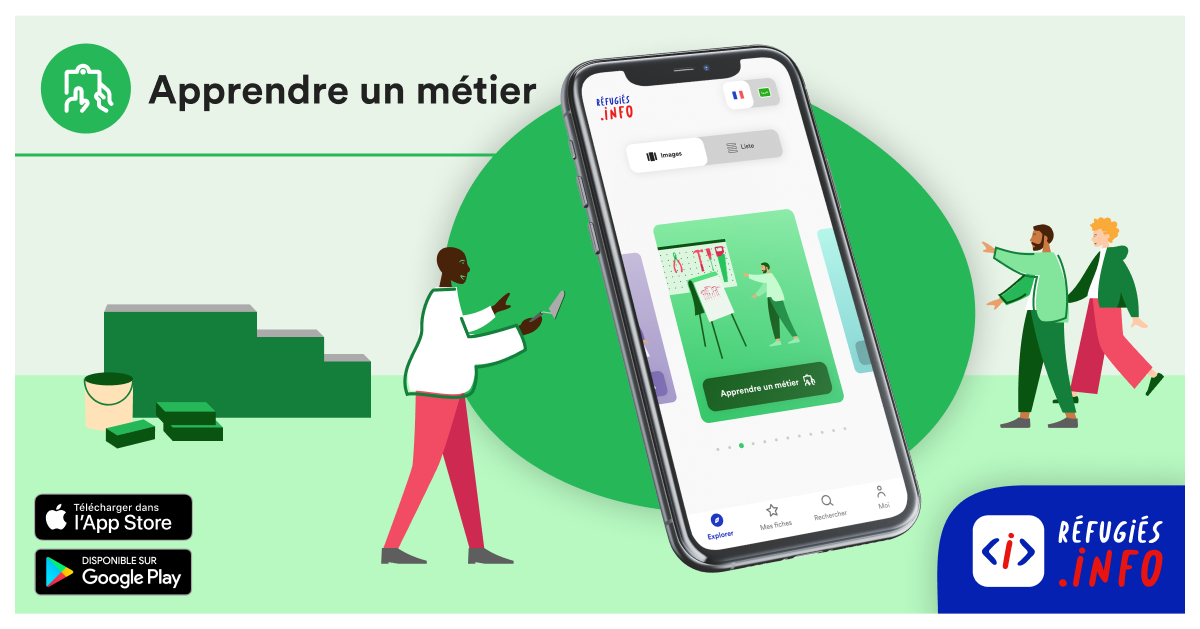 Apprendre un métier
RÉFUGIÉS
.INFO
Images
Liste
Apprendre un métier
Explorer
Mes fiches
Rechercher
Moi
Télécharger dans
l'App Store
DISPONIBLE SUR
Google Play
<i>
RÉFUGIÉS
.INFO